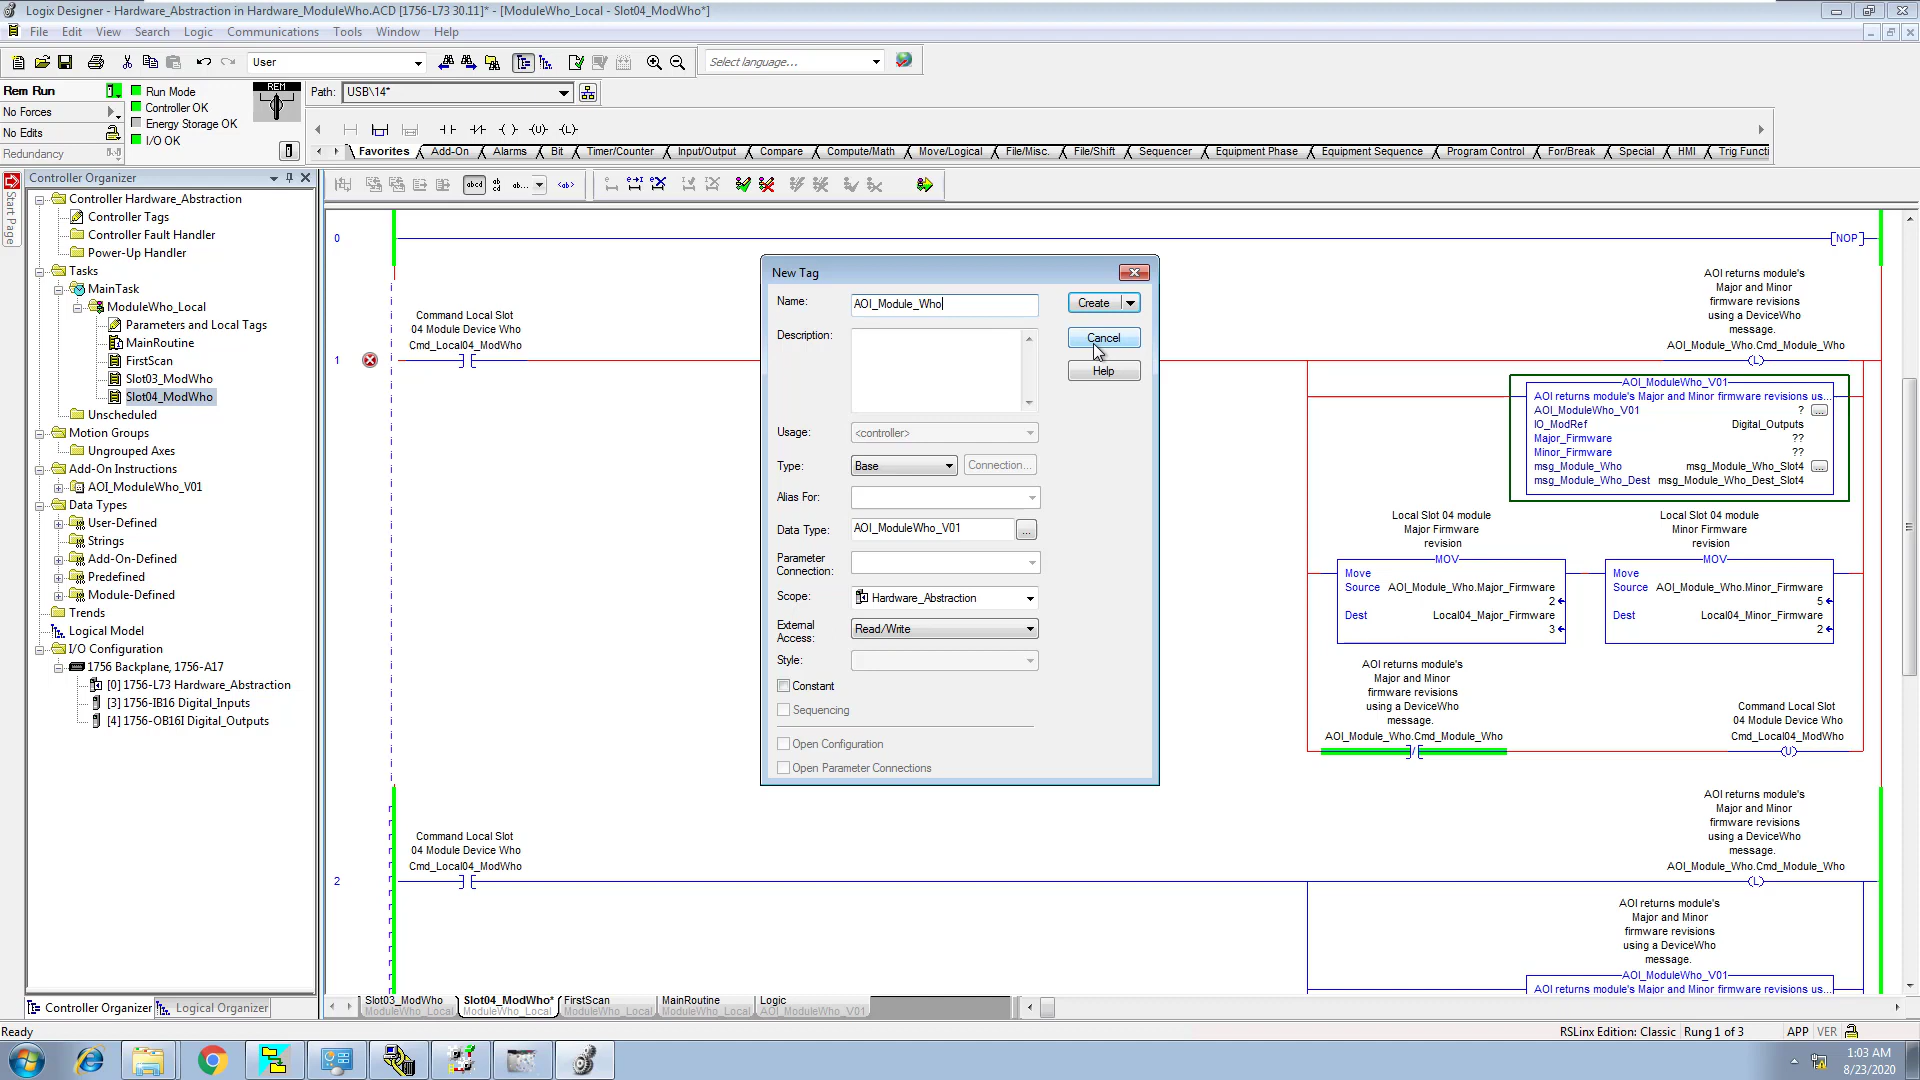 Logix Designer - Hardware_Abstraction in Hardware_ModuleWho.ACD [1756-L73 30.11]* - [ModuleWho_Local - Slot04_ModWho*]
File Edit View Search Logic Communications Tools Window Help
User
Select language...
Rem Run
No Forces
No Edits
Redundancy
Run Mode
Controller OK
Energy Storage OK
I/O OK
REM
Path: USB\14*
Favorites Add-On Alarms Bit Timer/Counter Input/Output Compare Compute/Math Move/Logical File/Misc. File/Shift Sequencer Equipment Phase Equipment Sequence Program Control For/Break Special HMI Trig Functi
Start Page
Controller Organizer
Controller Hardware_Abstraction
Controller Tags
Controller Fault Handler
Power-Up Handler
Tasks
MainTask
ModuleWho_Local
Parameters and Local Tags
MainRoutine
FirstScan
Slot03_ModWho
Slot04_ModWho
Unscheduled
Motion Groups
Ungrouped Axes
Add-On Instructions
AOI_ModuleWho_V01
Data Types
User-Defined
Strings
Add-On-Defined
Predefined
Module-Defined
Trends
Logical Model
I/O Configuration
1756 Backplane, 1756-A17
[0] 1756-L73 Hardware_Abstraction
[3] 1756-IB16 Digital_Inputs
[4] 1756-OB16I Digital_Outputs
Controller Organizer
Logical Organizer
0
NOP
1
Command Local Slot
04 Module Device Who
Cmd_Local04_ModWho
AOI returns module's
Major and Minor
firmware revisions
using a DeviceWho
message.
AOI_Module_Who.Cmd_Module_Who
L
AOI_ModuleWho_V01
AOI returns module's Major and Minor firmware revisions us...
AOI_ModuleWho_V01 ? ...
IO_ModRef Digital_Outputs
Major_Firmware ??
Minor_Firmware ??
msg_Module_Who msg_Module_Who_Slot4 ...
msg_Module_Who_Dest msg_Module_Who_Dest_Slot4
Local Slot 04 module
Major Firmware
revision
MOV
Move
Source AOI_Module_Who.Major_Firmware
2
Dest Local04_Major_Firmware
3
Local Slot 04 module
Minor Firmware
revision
MOV
Move
Source AOI_Module_Who.Minor_Firmware
5
Dest Local04_Minor_Firmware
2
AOI returns module's
Major and Minor
firmware revisions
using a DeviceWho
message.
AOI_Module_Who.Cmd_Module_Who
Command Local Slot
04 Module Device Who
Cmd_Local04_ModWho
U
New Tag
Name: AOI_Module_Who
Description:
Usage: <controller>
Type: Base Connection...
Alias For:
Data Type: AOI_ModuleWho_V01 ...
Parameter
Connection:
Scope: Hardware_Abstraction
External
Access: Read/Write
Style:
Constant
Sequencing
Open Configuration
Open Parameter Connections
Create
Cancel
Help
2
Command Local Slot
04 Module Device Who
Cmd_Local04_ModWho
AOI returns module's
Major and Minor
firmware revisions
using a DeviceWho
message.
AOI_Module_Who.Cmd_Module_Who
L
AOI returns module's
Major and Minor
firmware revisions
using a DeviceWho
message.
AOI_ModuleWho_V01
AOI returns module's Major and Minor firmware revisions us...
Slot03_ModWho Slot04_ModWho* FirstScan MainRoutine Logic
ModuleWho_Local ModuleWho_Local ModuleWho_Local ModuleWho_Local AOI_ModuleWho_V01
Ready
RSLinx Edition: Classic Rung 1 of 3 APP VER
1:03 AM
8/23/2020